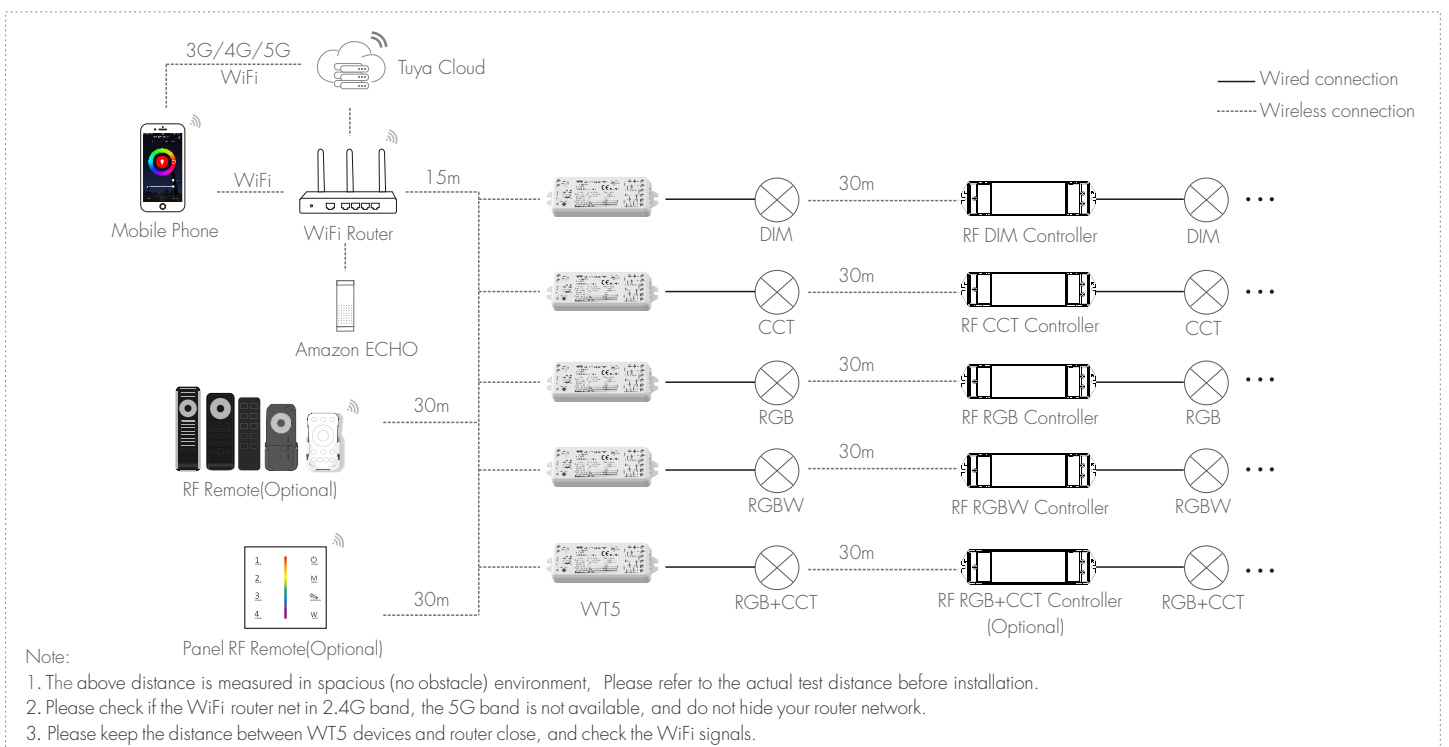 3G/4G/5G
WiFi
Tuya Cloud
Wired connection
Wireless connection
WiFi
15m
Mobile Phone
WiFi Router
Amazon ECHO
DIM
30m
RF DIM Controller
DIM
CCT
30m
RF CCT Controller
CCT
RGB
30m
RF RGB Controller
RGB
30m
RF Remote(Optional)
RGBW
30m
RF RGBW Controller
RGBW
1
2
3
4
M
W
30m
Panel RF Remote(Optional)
WT5
RGB+CCT
30m
RF RGB+CCT Controller
(Optional)
RGB+CCT
Note:
1. The above distance is measured in spacious (no obstacle) environment, Please refer to the actual test distance before installation.
2. Please check if the WiFi router net in 2.4G band, the 5G band is not available, and do not hide your router network.
3. Please keep the distance between WT5 devices and router close, and check the WiFi signals.